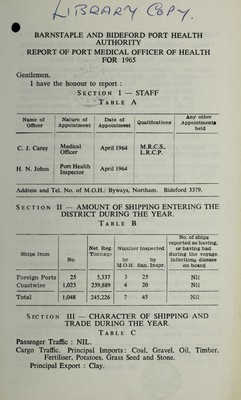 LIBRARY COPY.
BARNSTAPLE AND BIDEFORD PORT HEALTH
AUTHORITY
REPORT OF PORT MEDICAL OFFICER OF HEALTH
FOR 1965
Gentlemen,
I have the honour to report :
SECTION I — STAFF
TABLE A
Name of Officer | Nature of Appointment | Date of Appointment | Qualifications | Any other Appointments held
C. J. Carey | Medical Officer | April 1964 | M.R.C.S., L.R.C.P.
H. N. Johns | Port Health Inspector | April 1964
Address and Tel. No. of M.O.H.: Byways, Northam. Bideford 3379.
SECTION II — AMOUNT OF SHIPPING ENTERING THE
DISTRICT DURING THE YEAR.
TABLE B
Ships from | No. | Net Reg. Tonnage | Number inspected by M.O.H. | by San. Inspr. | No. of ships reported as having, or having had during the voyage infectious disease on board
Foreign Ports | 25 | 5,337 | 3 | 25 | Nil
Coastwise | 1,023 | 239,889 | 4 | 20 | Nil
Total | 1,048 | 245,226 | 7 | 45 | Nil
SECTION III — CHARACTER OF SHIPPING AND
TRADE DURING THE YEAR.
TABLE C
Passenger Traffic : NIL.
Cargo Traffic. Principal Imports : Coal, Gravel, Oil, Timber.
Fertiliser, Potatoes, Grass Seed and Stone.
Principal Export : Clay.